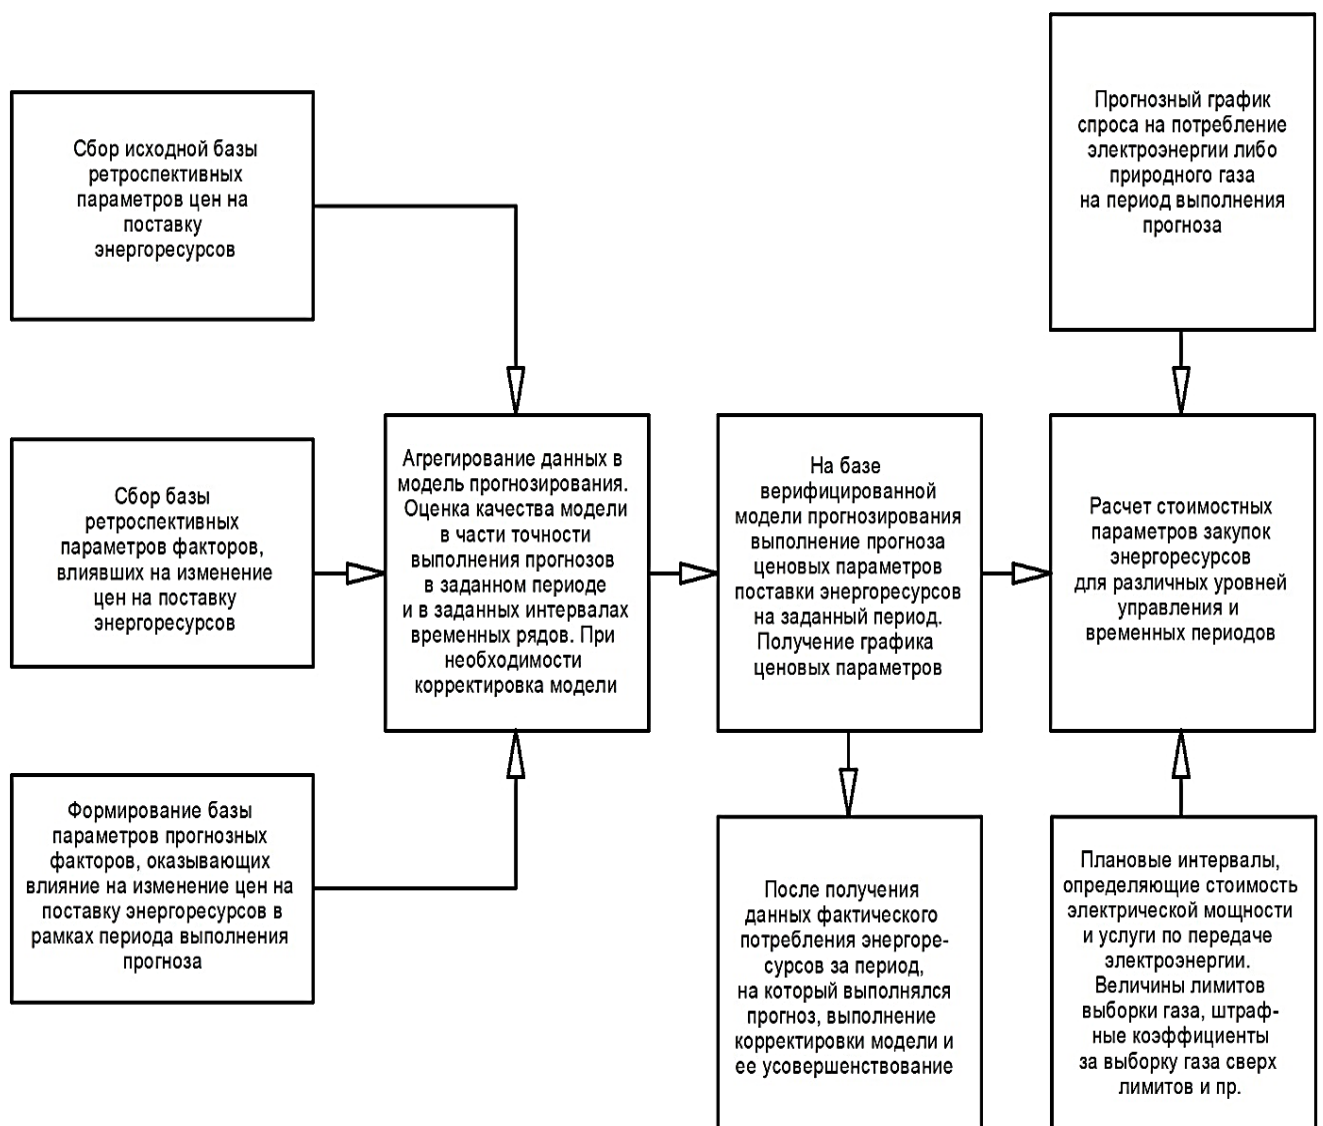 Сбор исходной базы
ретроспективных
параметров цен на
поставку
энергоресурсов
Сбор базы
ретроспективных
параметров факторов,
влиявших на изменение
цен на поставку
энергоресурсов
Формирование базы
параметров прогнозных
факторов, оказывающих
влияние на изменение цен на
поставку энергоресурсов в
рамках периода выполнения
прогноза
Агрегирование данных в
модель прогнозирования.
Оценка качества модели
в части точности
выполнения прогнозов
в заданном периоде
и в заданных интервалах
временных рядов. При
необходимости
корректировка модели
На базе
верифицированной
модели прогнозирования
выполнение прогноза
ценовых параметров
поставки энергоресурсов
на заданный период.
Получение графика
ценовых параметров
После получения
данных фактического
потребления энергоре-
сурсов за период,
на который выполнялся
прогноз, выполнение
корректировки модели и
ее усовершенствование
Прогнозный график
спроса на потребление
электроэнергии либо
природного газа
на период выполнения
прогноза
Расчет стоимостных
параметров закупок
энергоресурсов
для различных уровней
управления и
временных периодов
Плановые интервалы,
определяющие стоимость
электрической мощности
и услуги по передаче
электроэнергии.
Величины лимитов
выборки газа, штраф-
ные коэффициенты
за выборку газа сверх
лимитов и пр.